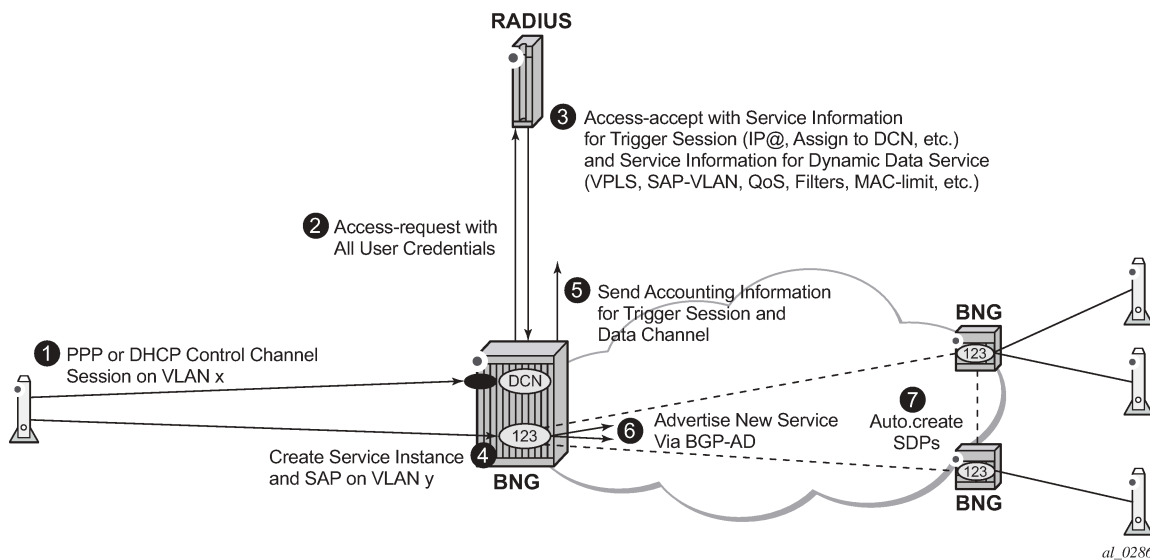 RADIUS
3 Access-accept with Service Information
for Trigger Session (IP@, Assign to DCN, etc.)
and Service Information for Dynamic Data Service
(VPLS, SAP-VLAN, QoS, Filters, MAC-limit, etc.)
2 Access-request with
All User Credentials
5 Send Accounting Information
for Trigger Session and
Data Channel
1 PPP or DHCP Control Channel
Session on VLAN x
DCN
123
4 Create Service Instance
and SAP on VLAN y
BNG
6 Advertise New Service
Via BGP-AD
BNG
123
7
Auto.create
SDPs
123
BNG
al_0286